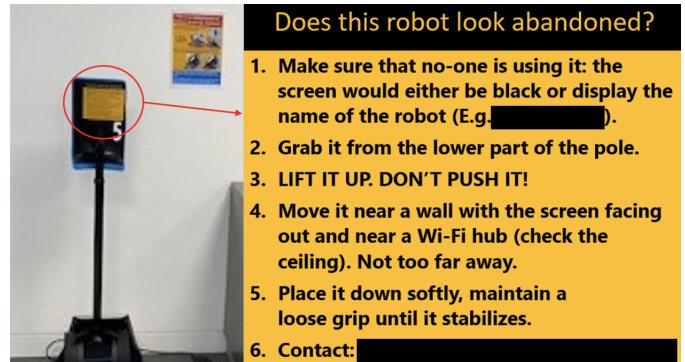 Does this robot look abandoned?
1. Make sure that no-one is using it: the
screen would either be black or display the
name of the robot (E.g. ).
2. Grab it from the lower part of the pole.
3. LIFT IT UP. DON'T PUSH IT!
4. Move it near a wall with the screen facing
out and near a Wi-Fi hub (check the
ceiling). Not too far away.
5. Place it down softly, maintain a
loose grip until it stabilizes.
6. Contact:
5